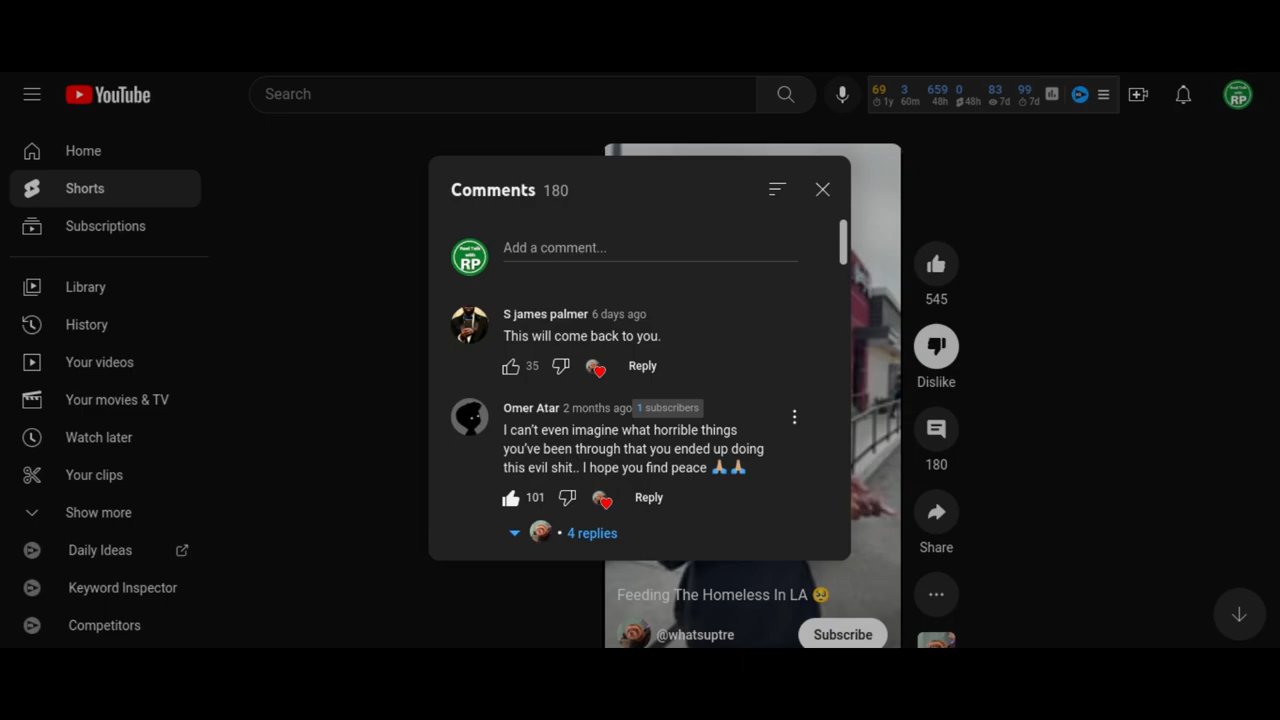 YouTube
Search
69 3 659 0 83 99
1y 60m 48h 48h 7d 7d
RP
Home
Shorts
Subscriptions
Library
History
Your videos
Your movies & TV
Watch later
Your clips
Show more
Daily Ideas
Keyword Inspector
Competitors
Comments 180
Real Talk
with
RP
Add a comment...
S james palmer 6 days ago
This will come back to you.
35 Reply
Omer Atar 2 months ago 1 subscribers
I can't even imagine what horrible things
you've been through that you ended up doing
this evil shit.. I hope you find peace 🙏🏽 🙏🏽
101 Reply
• 4 replies
545
Dislike
180
Share
Feeding The Homeless In LA 🥺
@whatsuptre
Subscribe